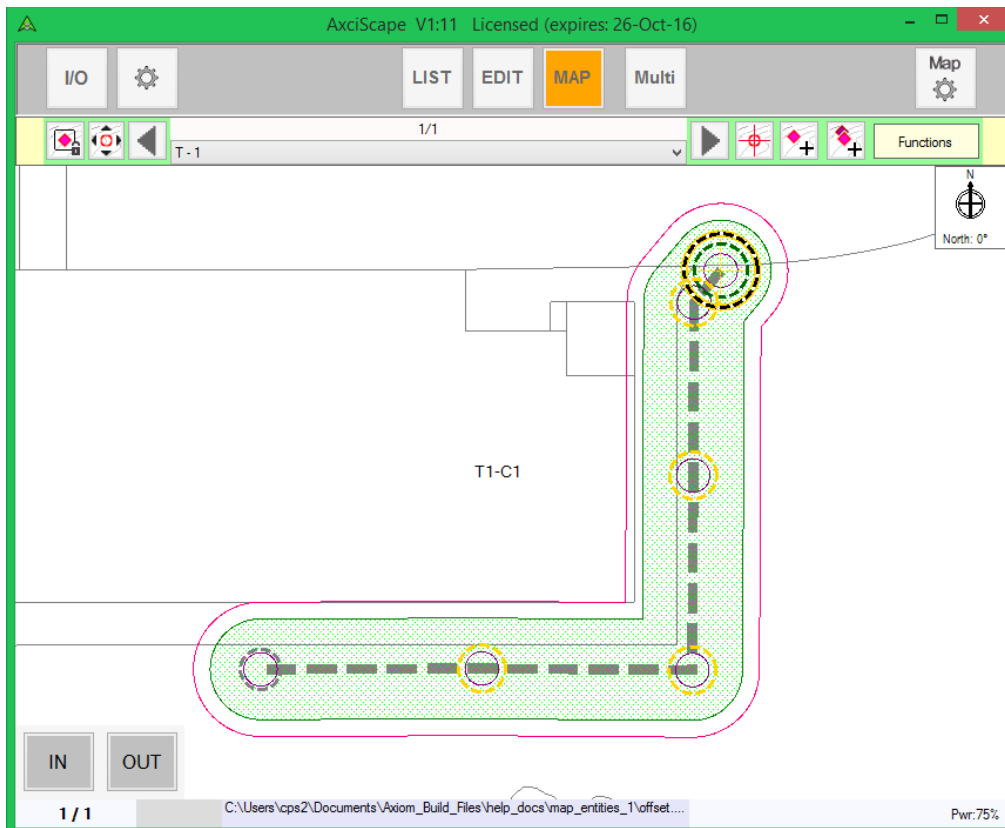 AxciScape V1:11 Licensed (expires: 26-Oct-16)
I/O
LIST
EDIT
MAP
Multi
Map
1/1
T - 1
Functions
N
North: 0°
T1-C1
IN
OUT
1 / 1
C:\Users\cps2\Documents\Axiom_Build_Files\help_docs\map_entities_1\offset....
Pwr:75%